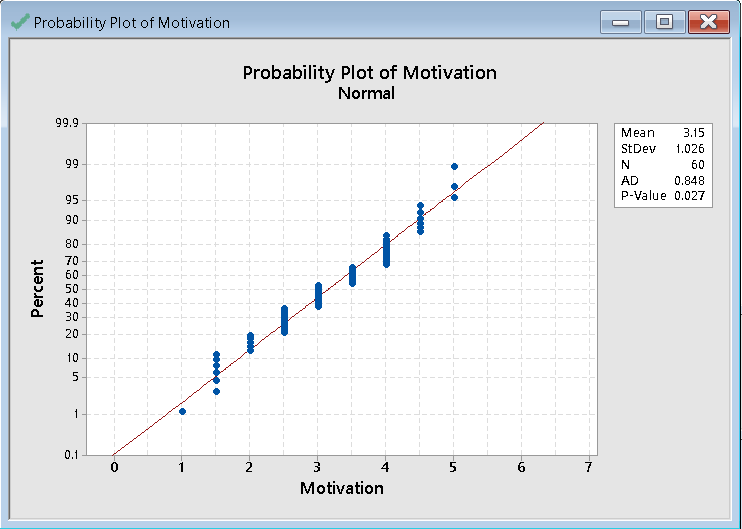 Probability Plot of Motivation
Probability Plot of Motivation
Normal
99.9
99
95
90
80
70
60
50
40
30
20
10
5
1
0.1
Percent
0 1 2 3 4 5 6 7
Motivation
Mean 3.15
StDev 1.026
N 60
AD 0.848
P-Value 0.027